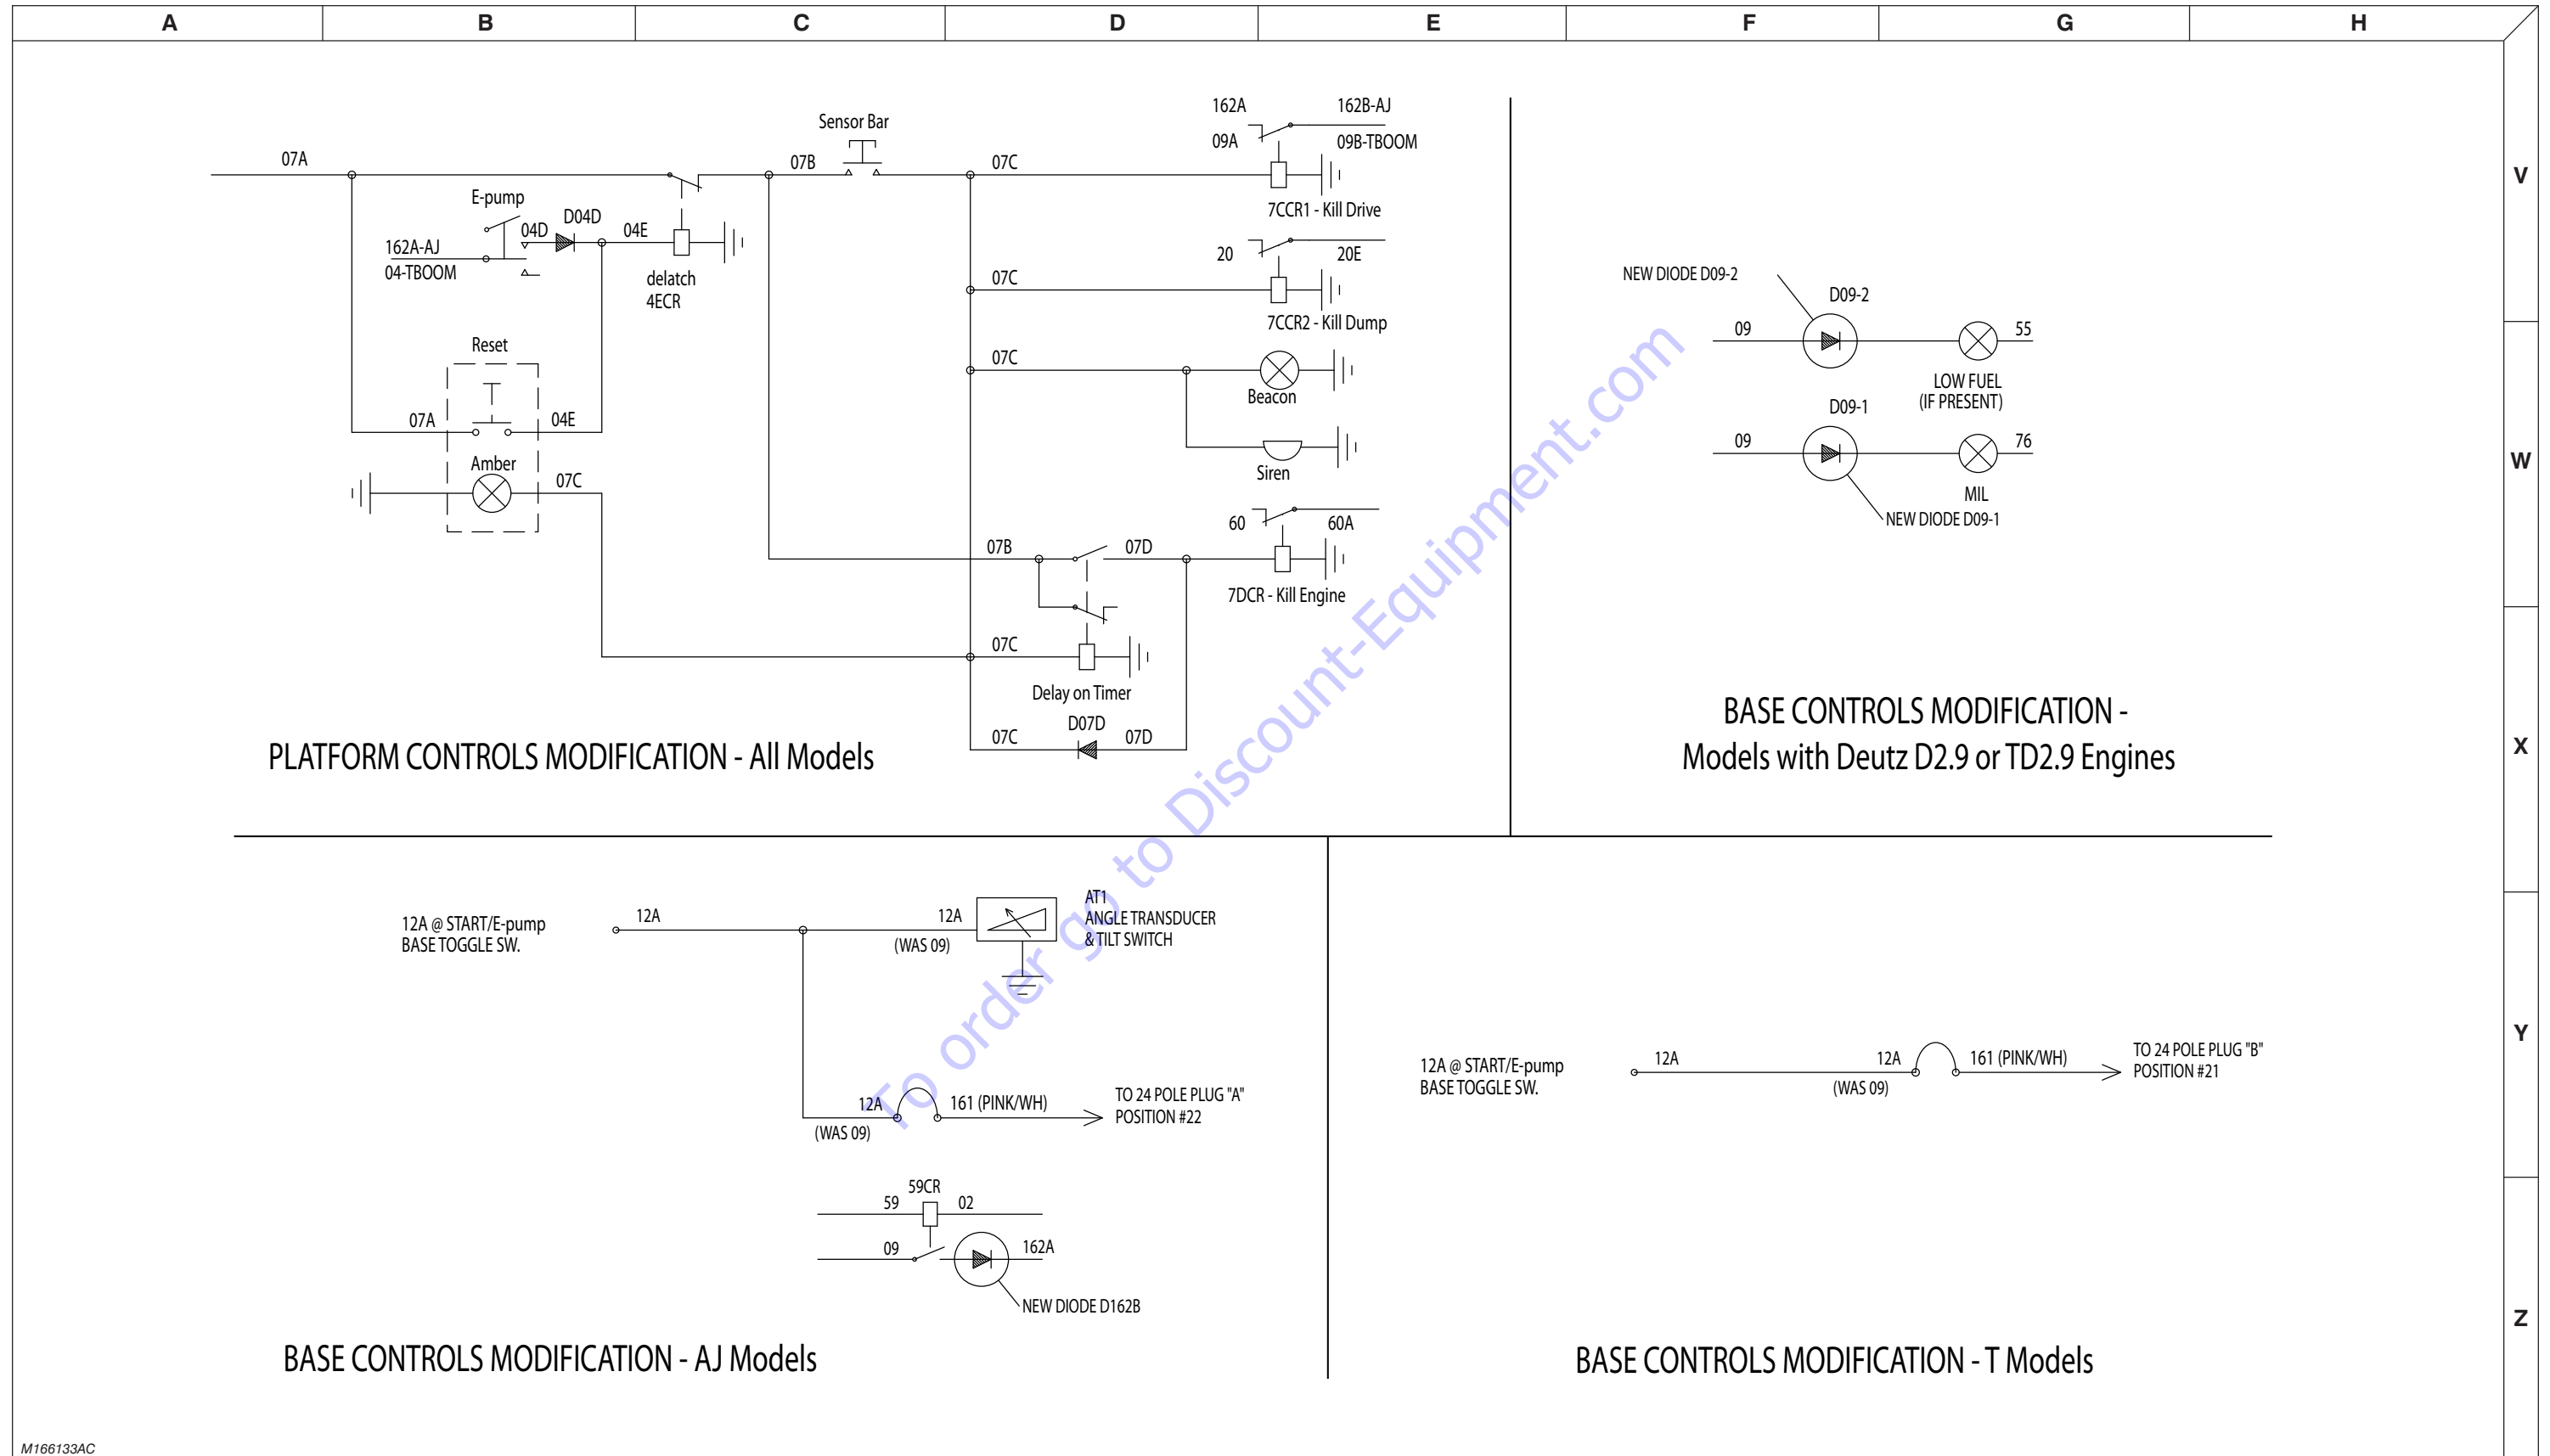 A B C D E F G H
V
W
X
Y
Z
07A
E-pump
162A-AJ
04-TBOOM
04D
D04D
04E
delatch
4ECR
07B
Sensor Bar
07C
162A
09A
162B-AJ
09B-TBOOM
7CCR1 - Kill Drive
20
20E
07C
7CCR2 - Kill Dump
Reset
07A
04E
Amber
07C
07C
Beacon
Siren
60
60A
07B
07D
7DCR - Kill Engine
07C
Delay on Timer
D07D
07C
07D
PLATFORM CONTROLS MODIFICATION - All Models
NEW DIODE D09-2
D09-2
09
55
LOW FUEL
(IF PRESENT)
D09-1
09
76
MIL
NEW DIODE D09-1
BASE CONTROLS MODIFICATION -
Models with Deutz D2.9 or TD2.9 Engines
12A @ START/E-pump
BASE TOGGLE SW.
12A
12A
(WAS 09)
AT1
ANGLE TRANSDUCER
& TILT SWITCH
12A
(WAS 09)
161 (PINK/WH)
TO 24 POLE PLUG "A"
POSITION #22
59CR
59
02
09
162A
NEW DIODE D162B
BASE CONTROLS MODIFICATION - AJ Models
12A @ START/E-pump
BASE TOGGLE SW.
12A
12A
(WAS 09)
161 (PINK/WH)
TO 24 POLE PLUG "B"
POSITION #21
BASE CONTROLS MODIFICATION - T Models
To order go to Discount-Equipment.com
M166133AC